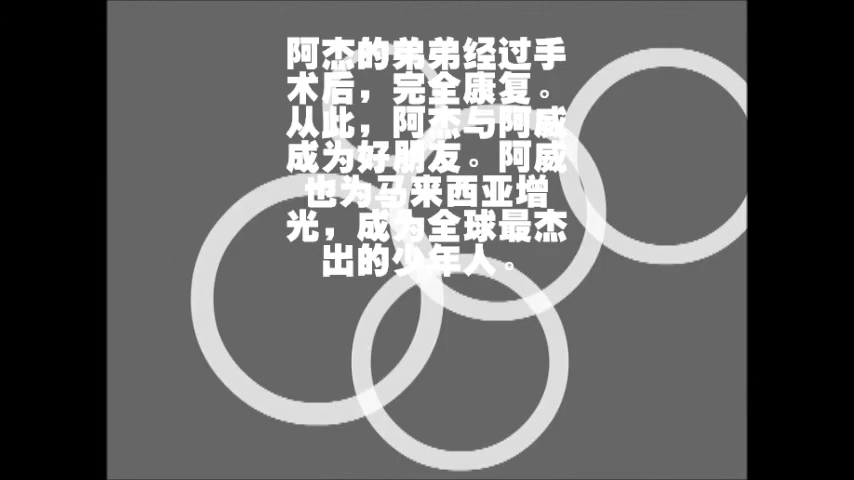 阿杰的弟弟经过手
术后，完全康复。
从此，阿杰与阿威
成为好朋友。阿威
也为马来西亚增
光，成为全球最杰
出的少年人。